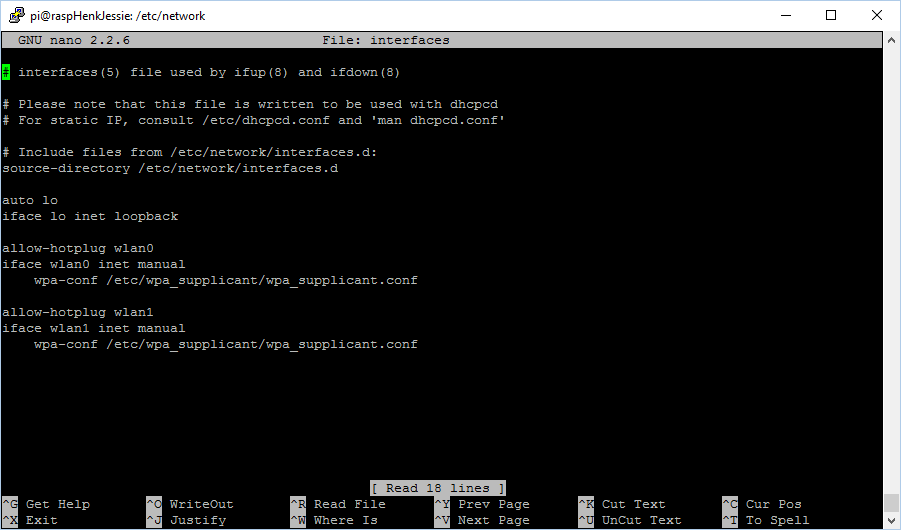 pi@raspHenkJessie: /etc/network
GNU nano 2.2.6 File: interfaces
# interfaces(5) file used by ifup(8) and ifdown(8)
# Please note that this file is written to be used with dhcpcd
# For static IP, consult /etc/dhcpcd.conf and 'man dhcpcd.conf'
# Include files from /etc/network/interfaces.d:
source-directory /etc/network/interfaces.d
auto lo
iface lo inet loopback
allow-hotplug wlan0
iface wlan0 inet manual
    wpa-conf /etc/wpa_supplicant/wpa_supplicant.conf
allow-hotplug wlan1
iface wlan1 inet manual
    wpa-conf /etc/wpa_supplicant/wpa_supplicant.conf
[ Read 18 lines ]
^G Get Help ^O WriteOut ^R Read File ^Y Prev Page ^K Cut Text ^C Cur Pos
^X Exit ^J Justify ^W Where Is ^V Next Page ^U UnCut Text ^T To Spell